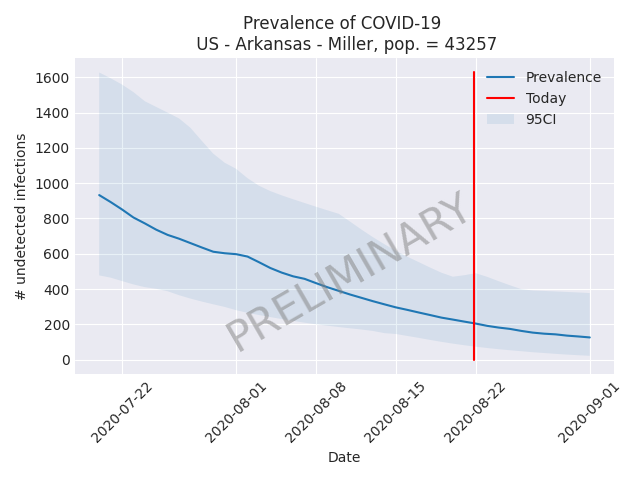 Prevalence of COVID-19
US - Arkansas - Miller, pop. = 43257
1600
1400
1200
1000
800
600
400
200
0
# undetected infections
Prevalence
Today
95CI
PRELIMINARY
2020-07-22
2020-08-01
2020-08-08
2020-08-15
2020-08-22
2020-09-01
Date